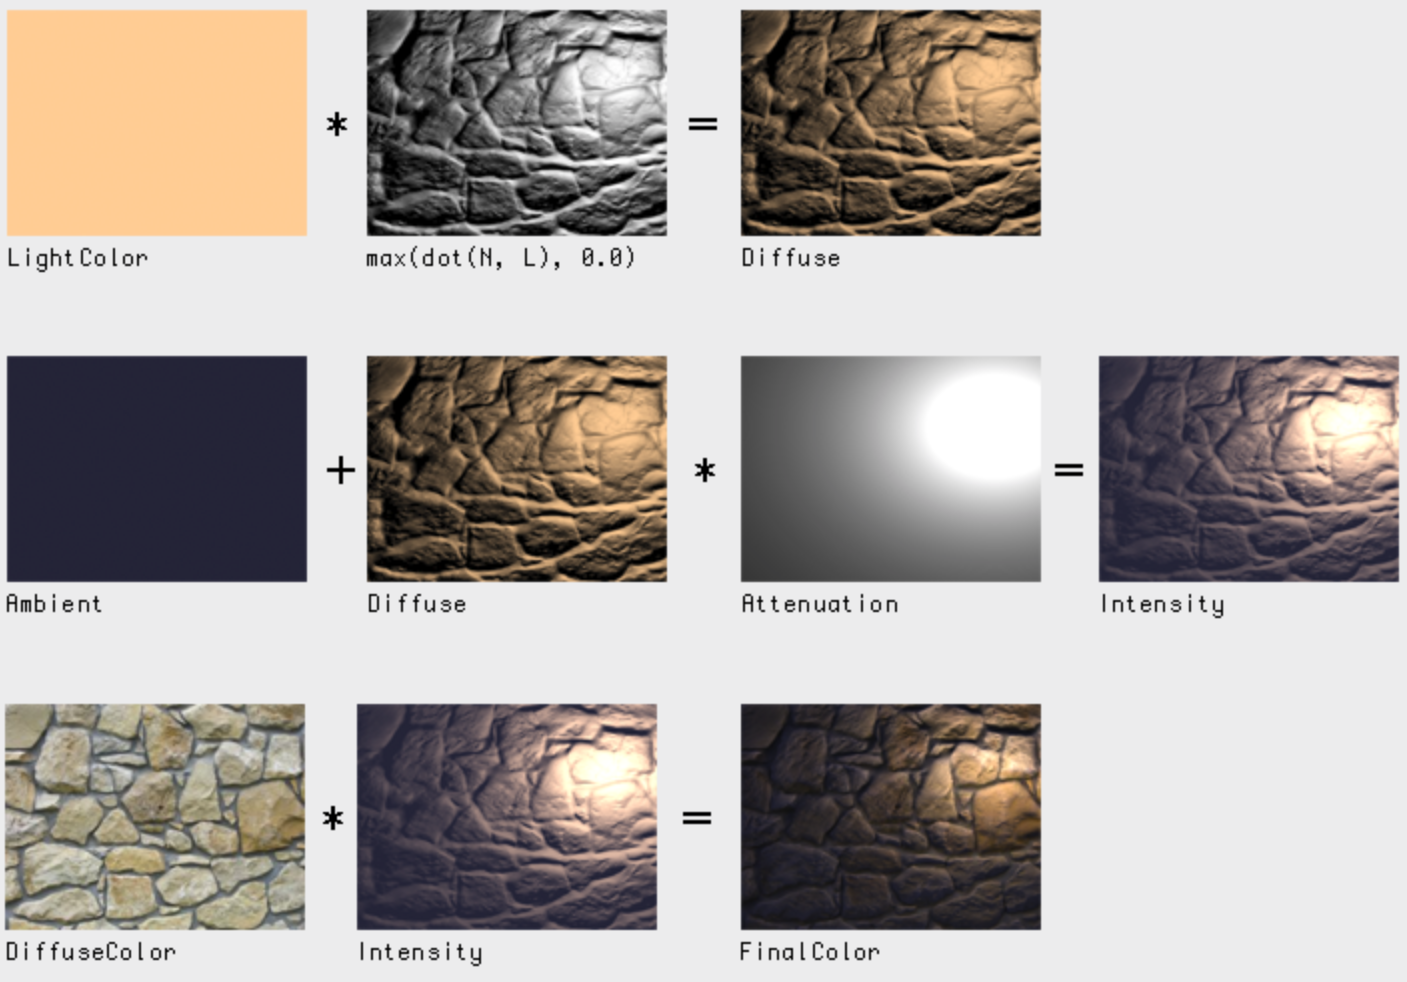 * =
LightColor max(dot(N, L), 0.0) Diffuse
+ * =
Ambient Diffuse Attenuation Intensity
* =
DiffuseColor Intensity FinalColor